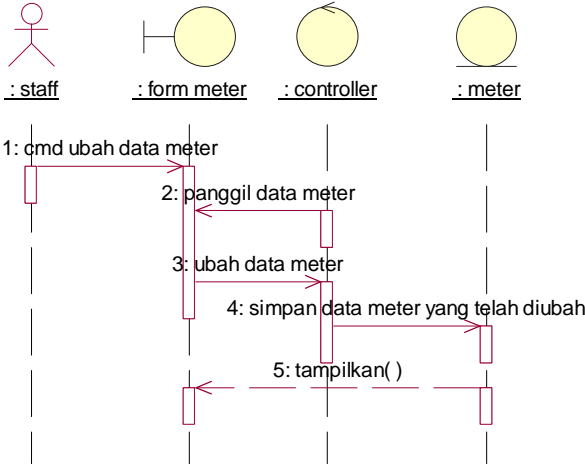 : staff
: form meter
: controller
: meter
1: cmd ubah data meter
2: panggil data meter
3: ubah data meter
4: simpan data meter yang telah diubah
5: tampilkan( )